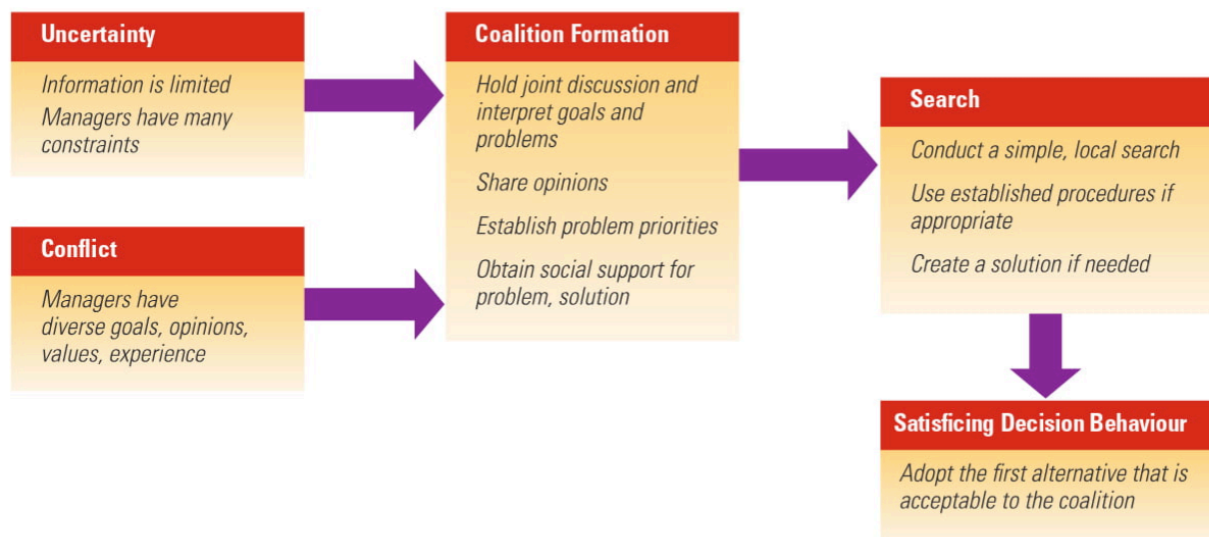 Uncertainty
Information is limited
Managers have many
constraints
Conflict
Managers have
diverse goals, opinions,
values, experience
Coalition Formation
Hold joint discussion and
interpret goals and
problems
Share opinions
Establish problem priorities
Obtain social support for
problem, solution
Search
Conduct a simple, local search
Use established procedures if
appropriate
Create a solution if needed
Satisficing Decision Behaviour
Adopt the first alternative that is
acceptable to the coalition